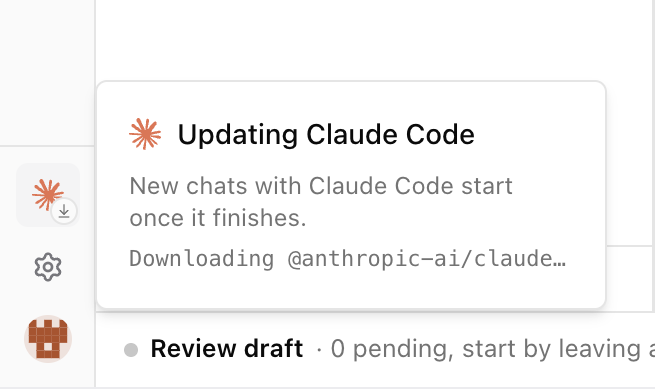 Updating Claude Code
New chats with Claude Code start
once it finishes.
Downloading @anthropic-ai/claude…
Review draft · 0 pending, start by leaving